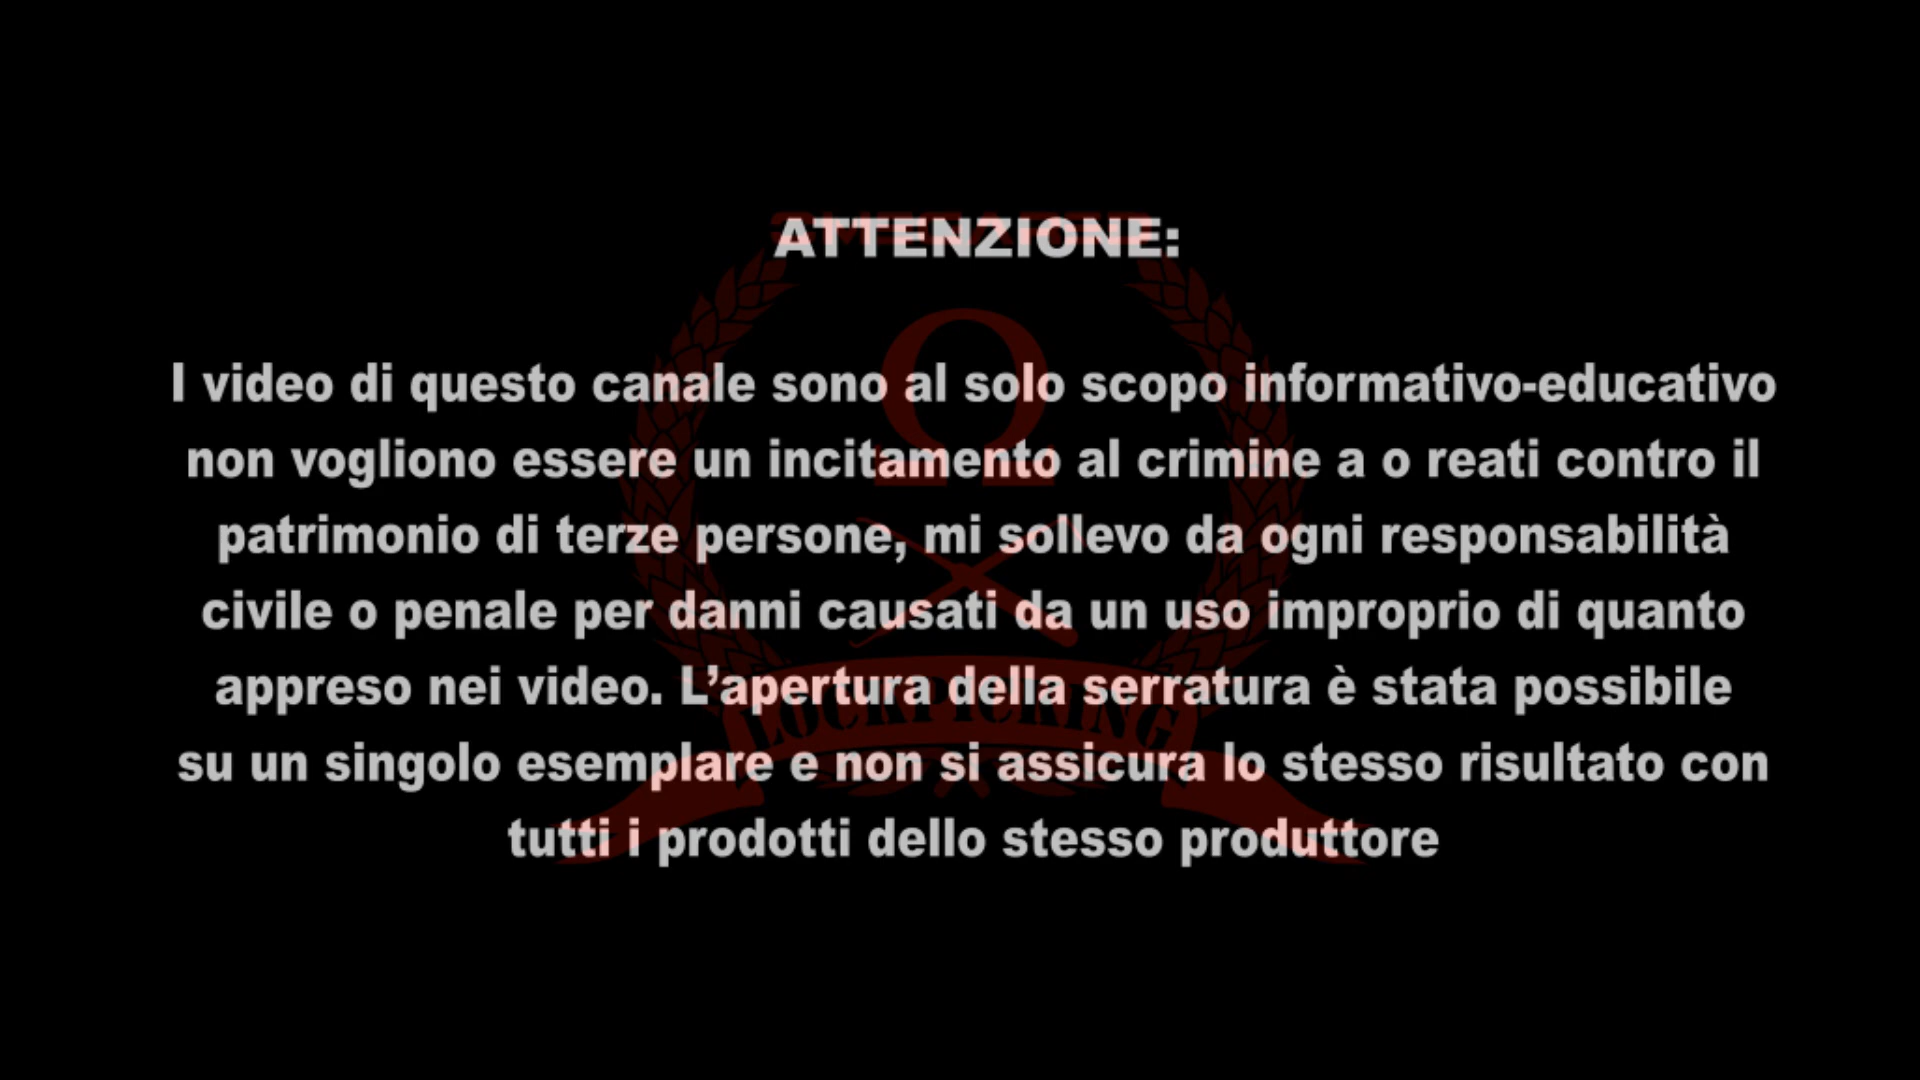 ATTENZIONE:
I video di questo canale sono al solo scopo informativo-educativo
non vogliono essere un incitamento al crimine a o reati contro il
patrimonio di terze persone, mi sollevo da ogni responsabilità
civile o penale per danni causati da un uso improprio di quanto
appreso nei video. L’apertura della serratura è stata possibile
su un singolo esemplare e non si assicura lo stesso risultato con
tutti i prodotti dello stesso produttore
Ω
LOCKPICKING